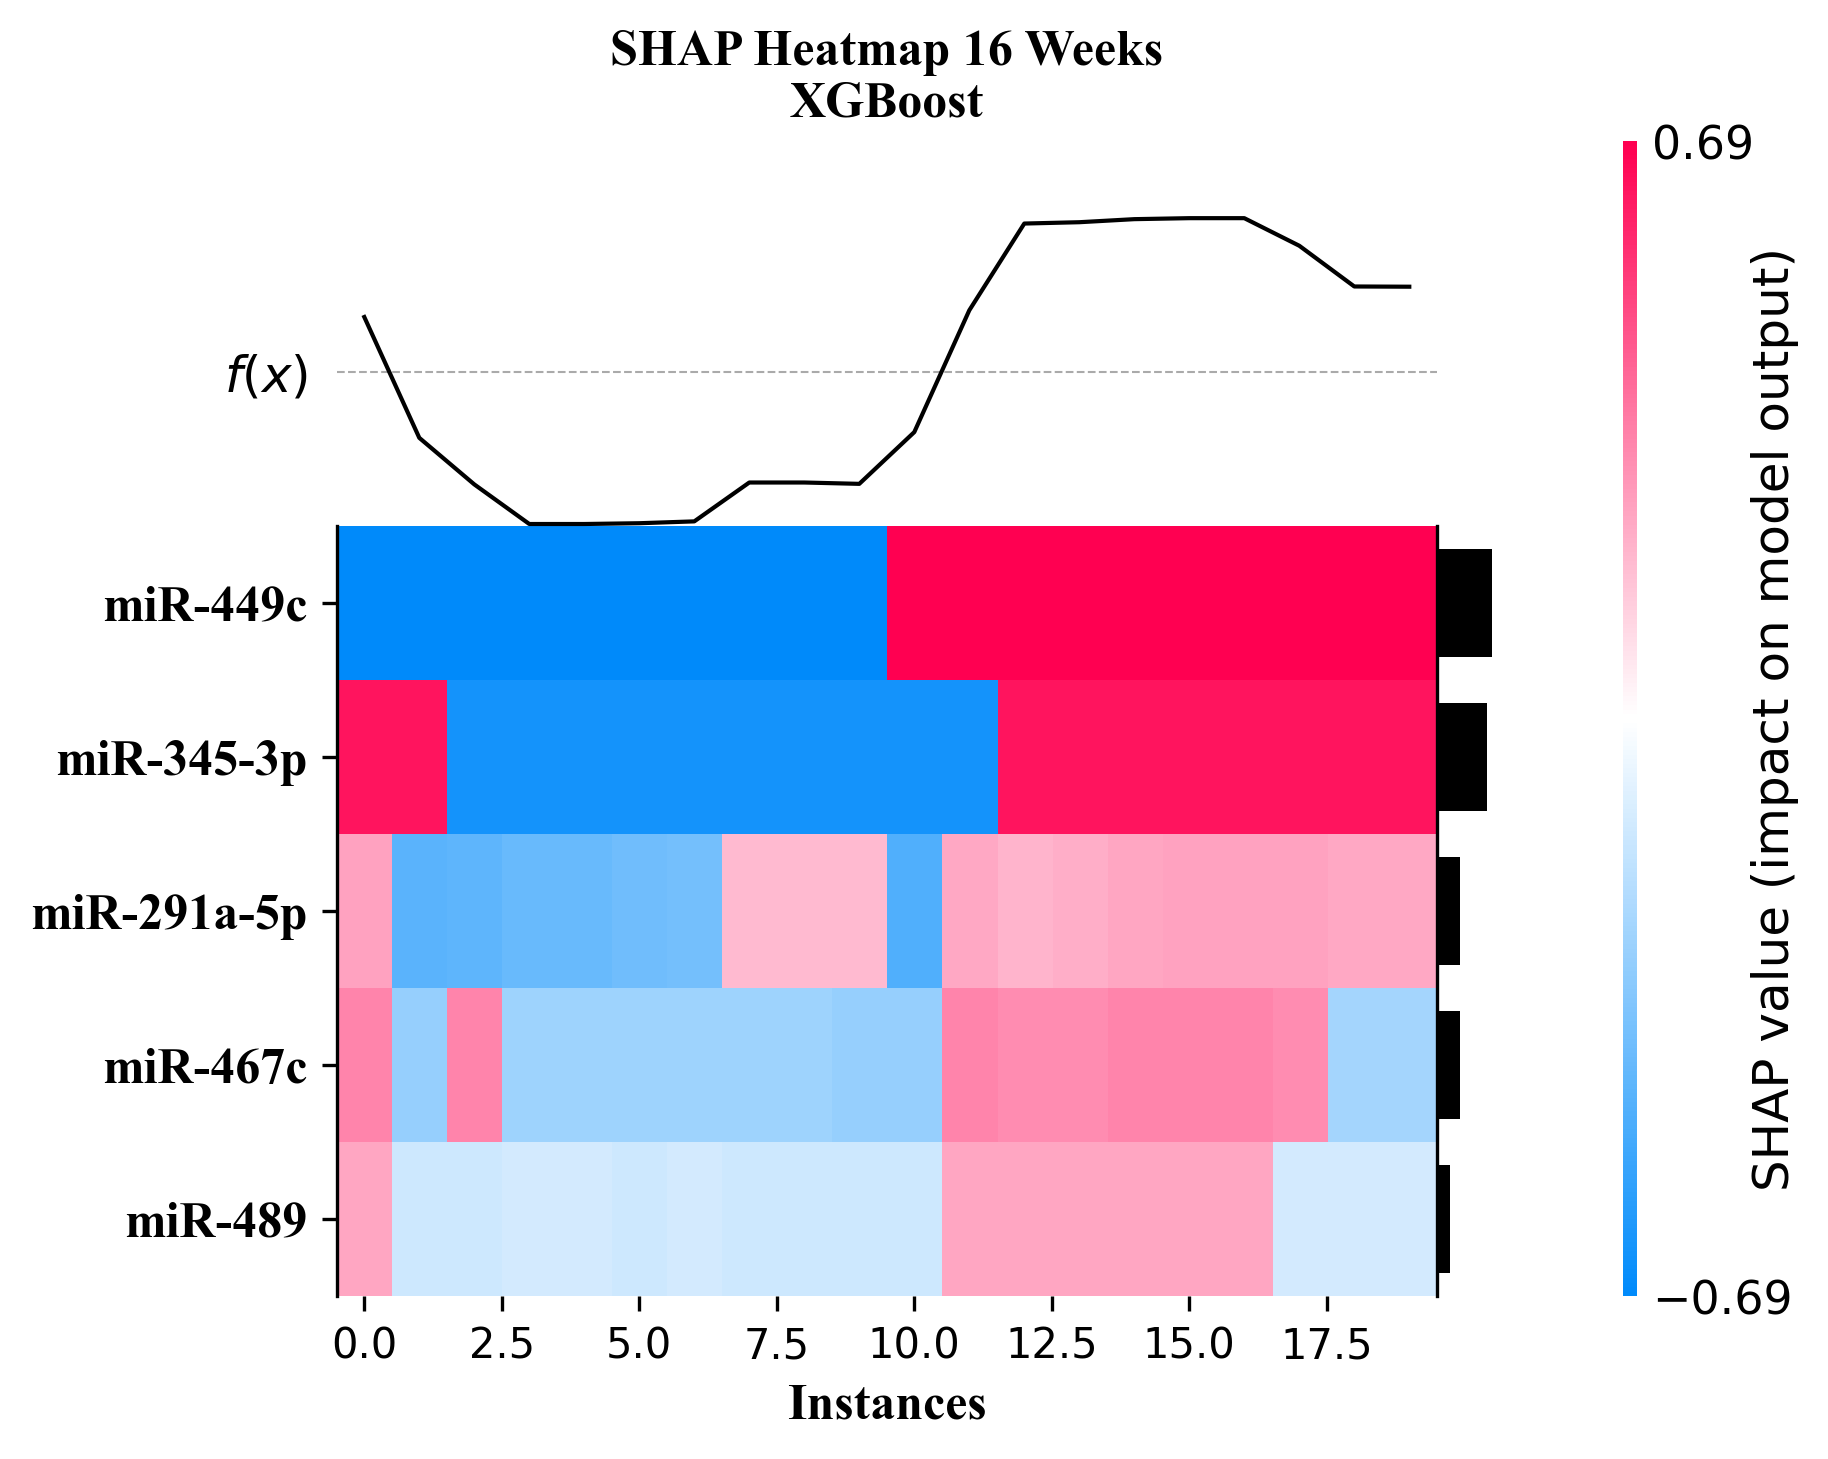 SHAP Heatmap 16 Weeks
XGBoost
f(x)
miR-449c
miR-345-3p
miR-291a-5p
miR-467c
miR-489
0.0 2.5 5.0 7.5 10.0 12.5 15.0 17.5
Instances
0.69
−0.69
SHAP value (impact on model output)